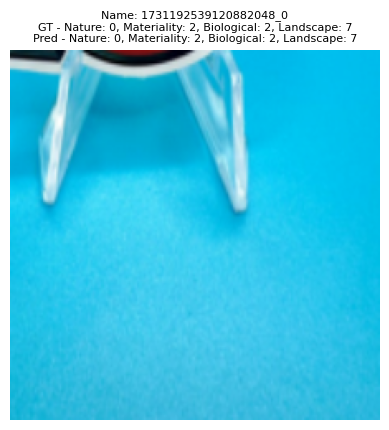 Name: 1731192539120882048_0
GT - Nature: 0, Materiality: 2, Biological: 2, Landscape: 7
Pred - Nature: 0, Materiality: 2, Biological: 2, Landscape: 7